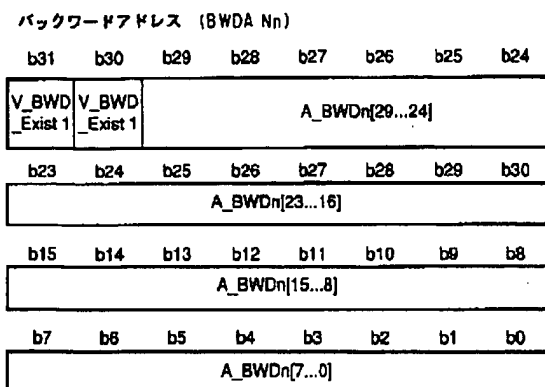 バックワードアドレス (BWDA Nn)
b31 b30 b29 b28 b27 b26 b25 b24
V_BWD _Exist 1 V_BWD _Exist 1 A_BWDn[29...24]
b23 b24 b25 b26 b27 b28 b29 b30
A_BWDn[23...16]
b15 b14 b13 b12 b11 b10 b9 b8
A_BWDn[15...8]
b7 b6 b5 b4 b3 b2 b1 b0
A_BWDn[7...0]